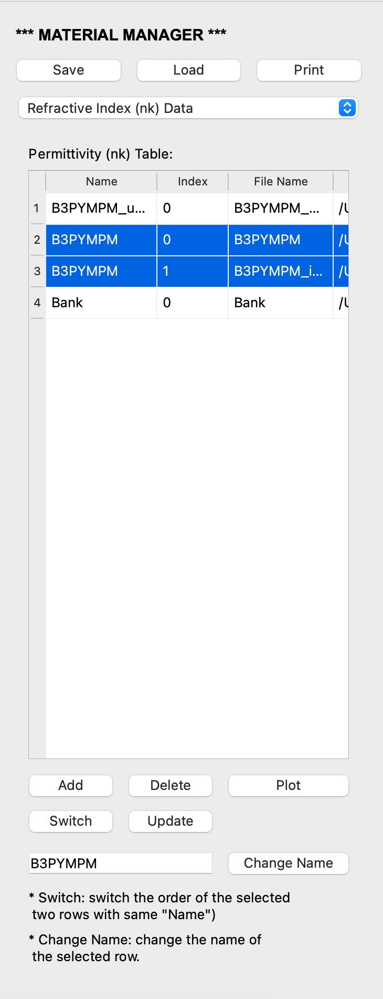 *** MATERIAL MANAGER ***
Save Load Print
Refractive Index (nk) Data
Permittivity (nk) Table:
Name Index File Name
1 B3PYMPM_u... 0 B3PYMPM_... /U
2 B3PYMPM 0 B3PYMPM /U
3 B3PYMPM 1 B3PYMPM_i... /U
4 Bank 0 Bank /U
Add Delete Plot
Switch Update
B3PYMPM Change Name
* Switch: switch the order of the selected
two rows with same "Name")
* Change Name: change the name of
the selected row.